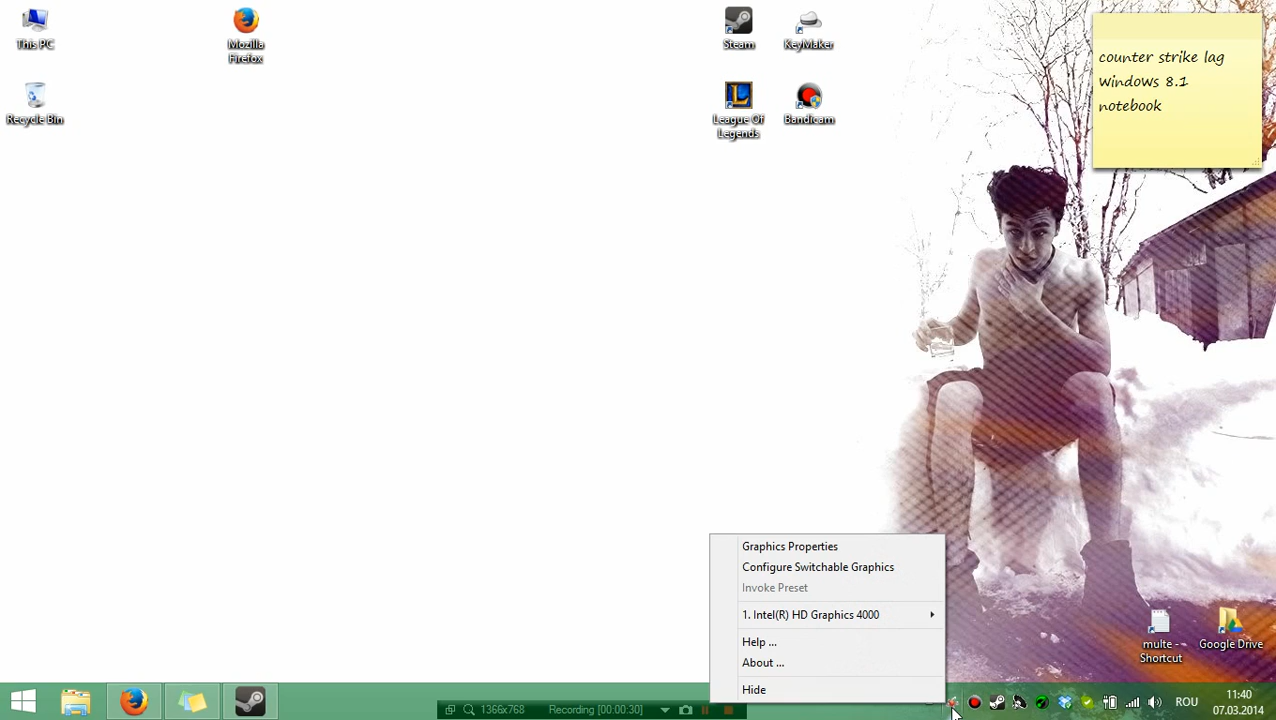 This PC
Mozilla
Firefox
Steam
KeyMaker
Recycle Bin
League Of
Legends
Bandicam
counter strike lag
Windows 8.1
notebook
Graphics Properties
Configure Switchable Graphics
Invoke Preset
1. Intel(R) HD Graphics 4000
Help ...
About ...
Hide
multe -
Shortcut
Google Drive
1366x768
Recording [00:00:30]
ROU
11:40
07.03.2014